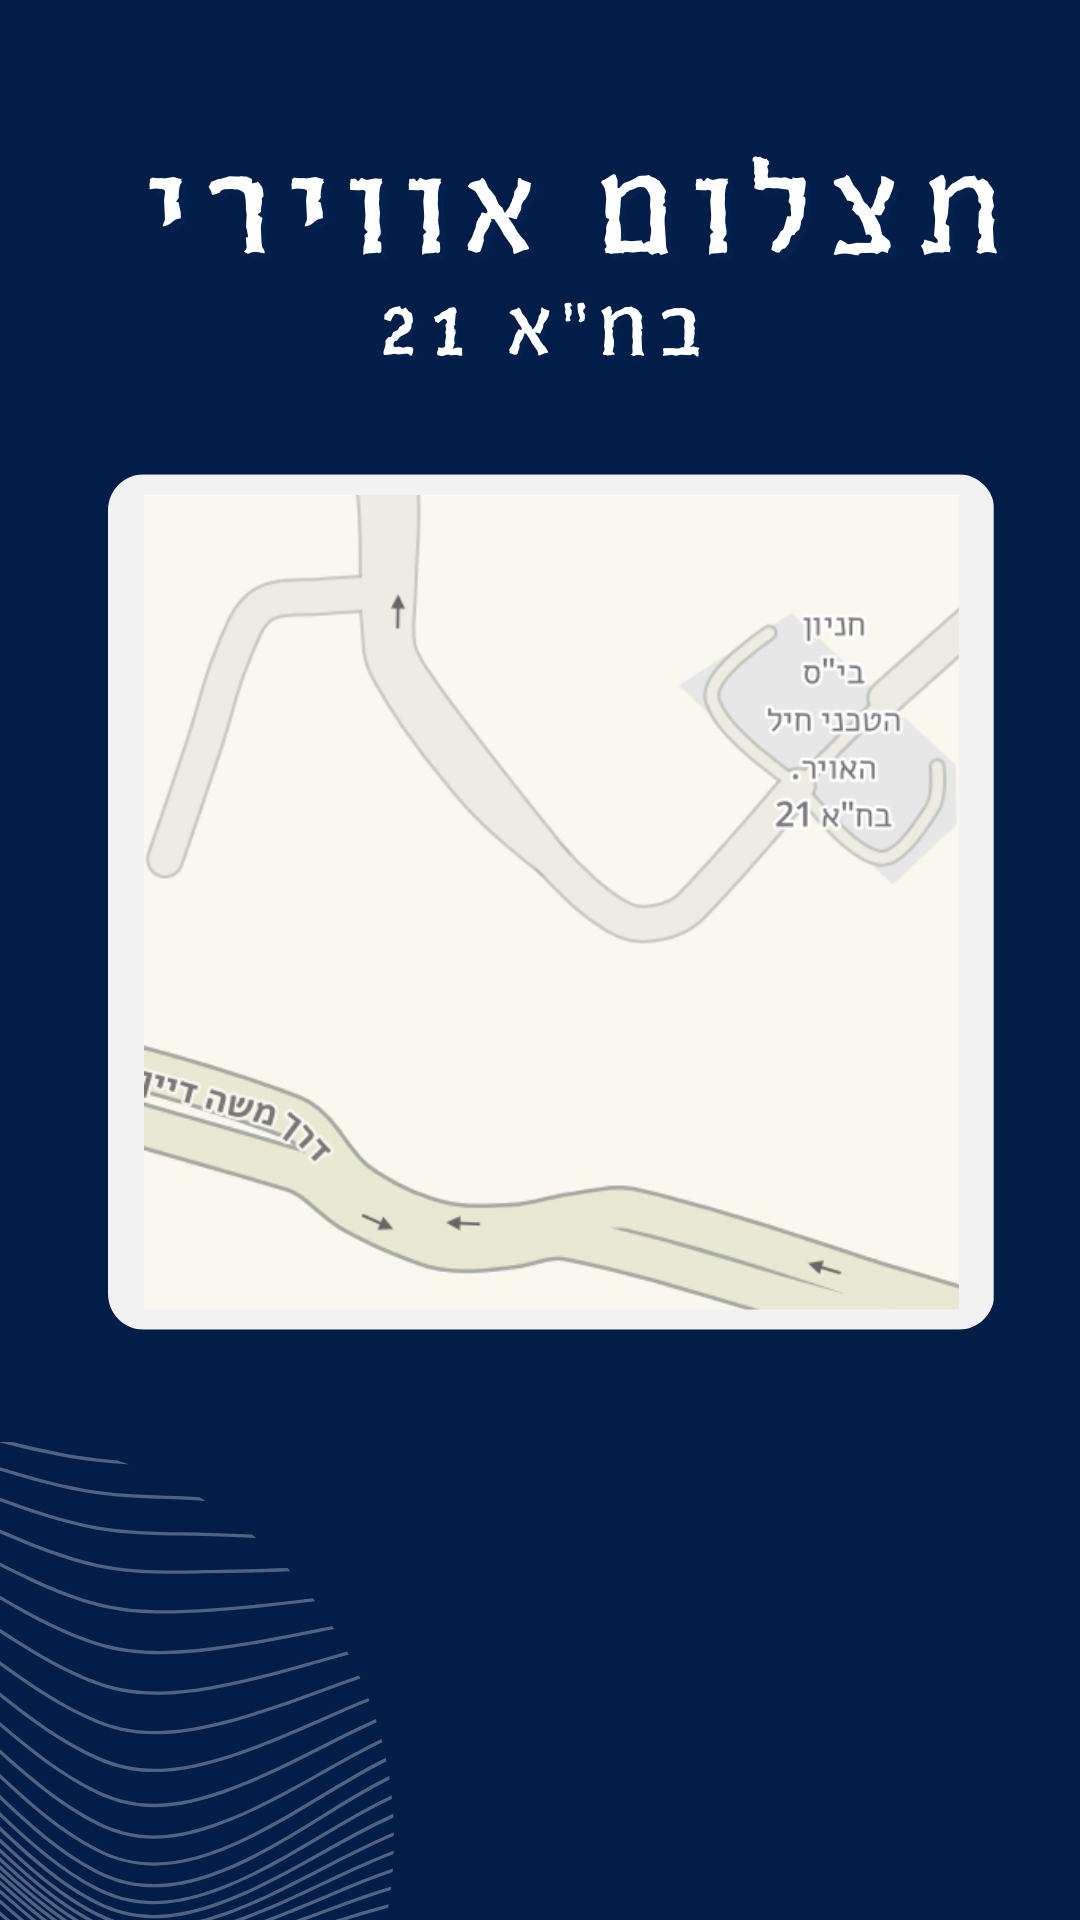 תצלום אווירי
בח"א 21
חניון
בי"ס
הטכני חיל
האויר.
בח"א 21
דרך משה דיין